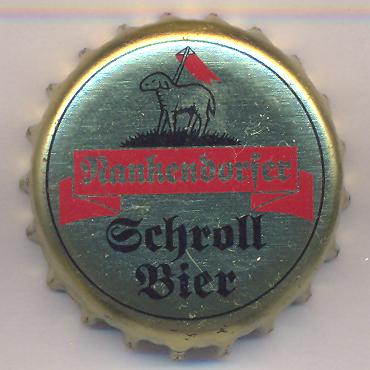 Nankendorfer
Schroll
Bier